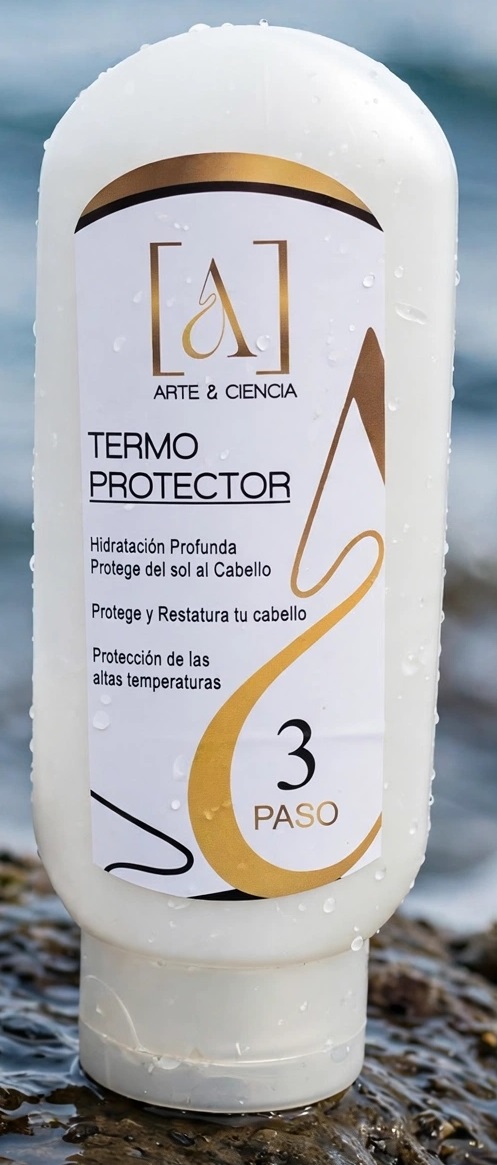 [A]
ARTE & CIENCIA
TERMO
PROTECTOR
Hidratación Profunda
Protege del sol al Cabello
Protege y Restatura tu cabello
Protección de las
altas temperaturas
3
PASO